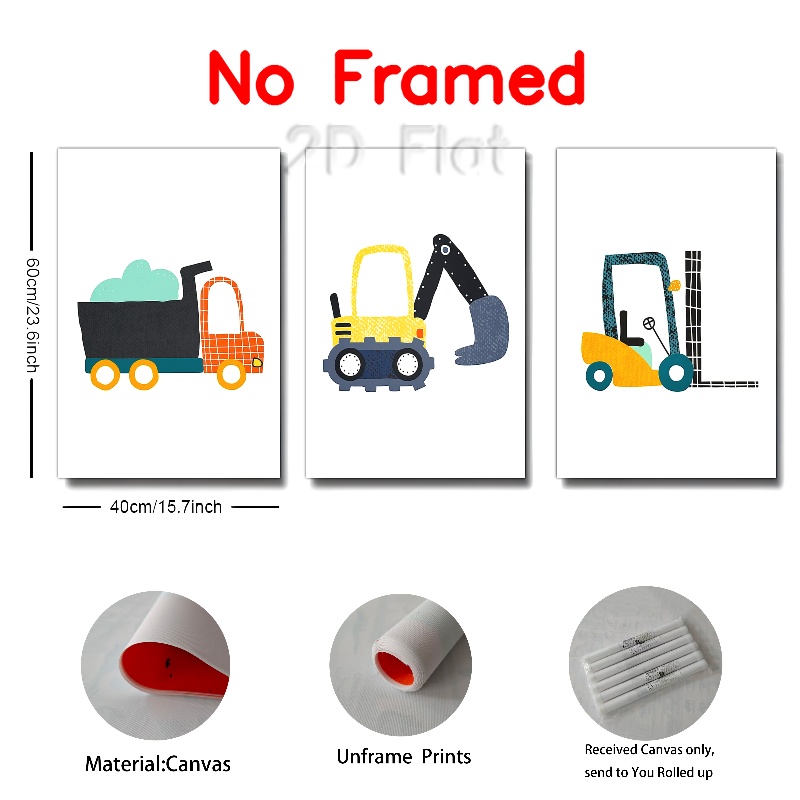 No Framed
2D Flat
60cm/23.6inch
40cm/15.7inch
Material:Canvas
Unframe Prints
Received Canvas only,
send to You Rolled up